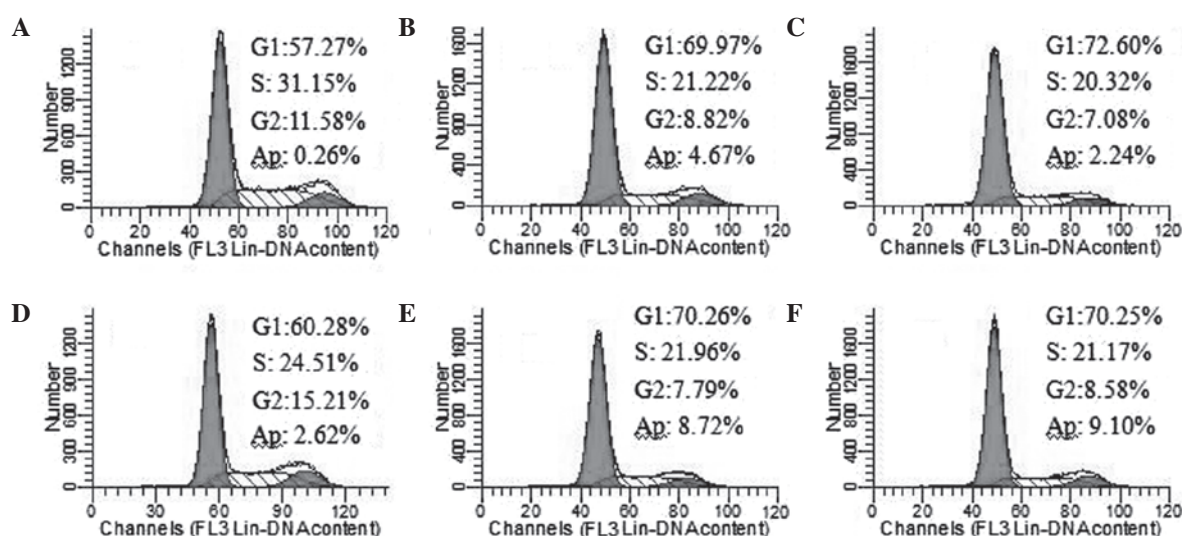 A
G1:57.27%
S: 31.15%
G2:11.58%
Ap: 0.26%
Number
0 300 600 900 1200
0 20 40 60 80 100 120
Channels (FL3 Lin-DNAcontent)
B
G1:69.97%
S: 21.22%
G2:8.82%
Ap: 4.67%
Number
0 400 800 1200 1600
0 20 40 60 80 100 120
Channels (FL3 Lin-DNAcontent)
C
G1:72.60%
S: 20.32%
G2:7.08%
Ap: 2.24%
Number
0 400 800 1200 1600
0 20 40 60 80 100 120
Channels (FL3 Lin-DNAcontent)
D
G1:60.28%
S: 24.51%
G2:15.21%
Ap: 2.62%
Number
0 300 600 900 1200
0 30 60 90 120
Channels (FL3 Lin-DNAcontent)
E
G1:70.26%
S: 21.96%
G2:7.79%
Ap: 8.72%
Number
0 400 800 1200 1600
0 20 40 60 80 100 120
Channels (FL3 Lin-DNAcontent)
F
G1:70.25%
S: 21.17%
G2:8.58%
Ap: 9.10%
Number
0 400 800 1200 1600
0 20 40 60 80 100 120
Channels (FL3 Lin-DNAcontent)